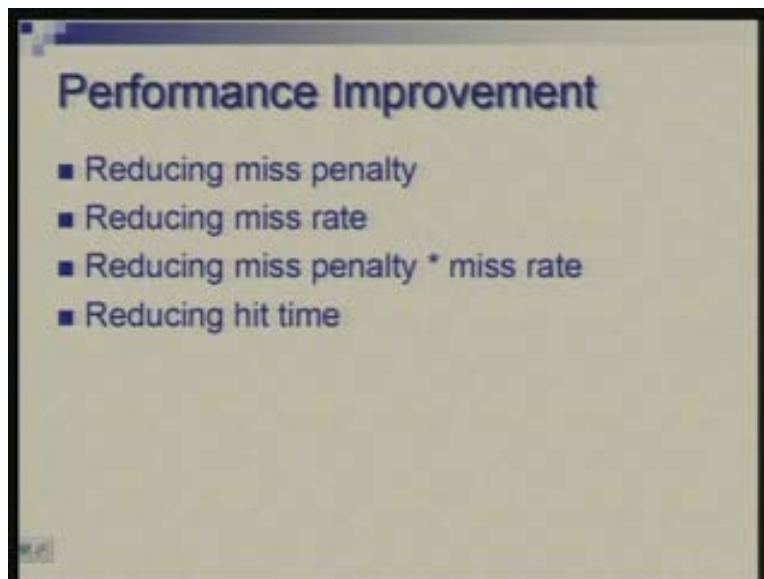 Performance Improvement
Reducing miss penalty
Reducing miss rate
Reducing miss penalty * miss rate
Reducing hit time